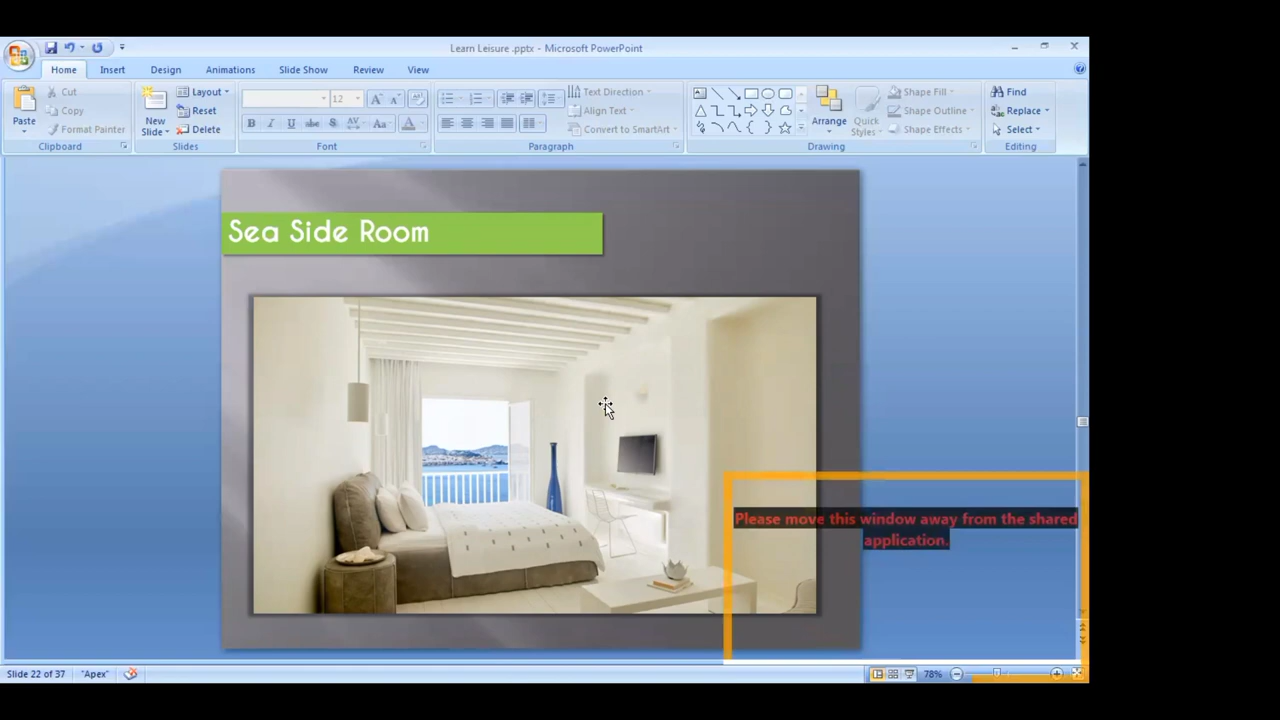 Learn Leisure .pptx - Microsoft PowerPoint
Home Insert Design Animations Slide Show Review View
Paste
Cut
Copy
Format Painter
Clipboard
New
Slide
Layout
Reset
Delete
Slides
12
B I U abc S AV Aa A
Font
Text Direction
Align Text
Convert to SmartArt
Paragraph
Arrange
Quick
Styles
Shape Fill
Shape Outline
Shape Effects
Drawing
Find
Replace
Select
Editing
Sea Side Room
Please move this window away from the shared
application.
Slide 22 of 37 "Apex" 78%